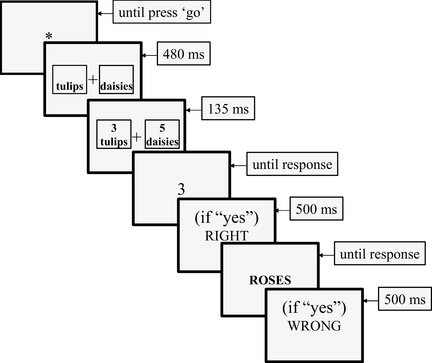 until press ‘go’
*
480 ms
tulips + daisies
135 ms
3 5
tulips + daisies
until response
3
500 ms
(if “yes”)
RIGHT
until response
ROSES
500 ms
(if “yes”)
WRONG